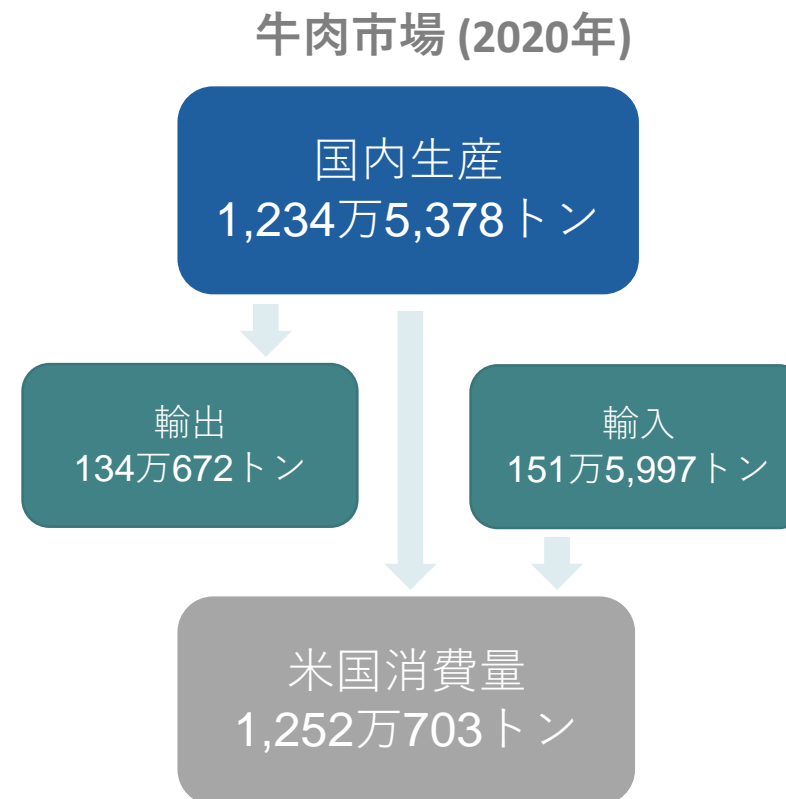 牛肉市場 (2020年)
国内生産
1,234万5,378トン
輸出
134万672トン
輸入
151万5,997トン
米国消費量
1,252万703トン